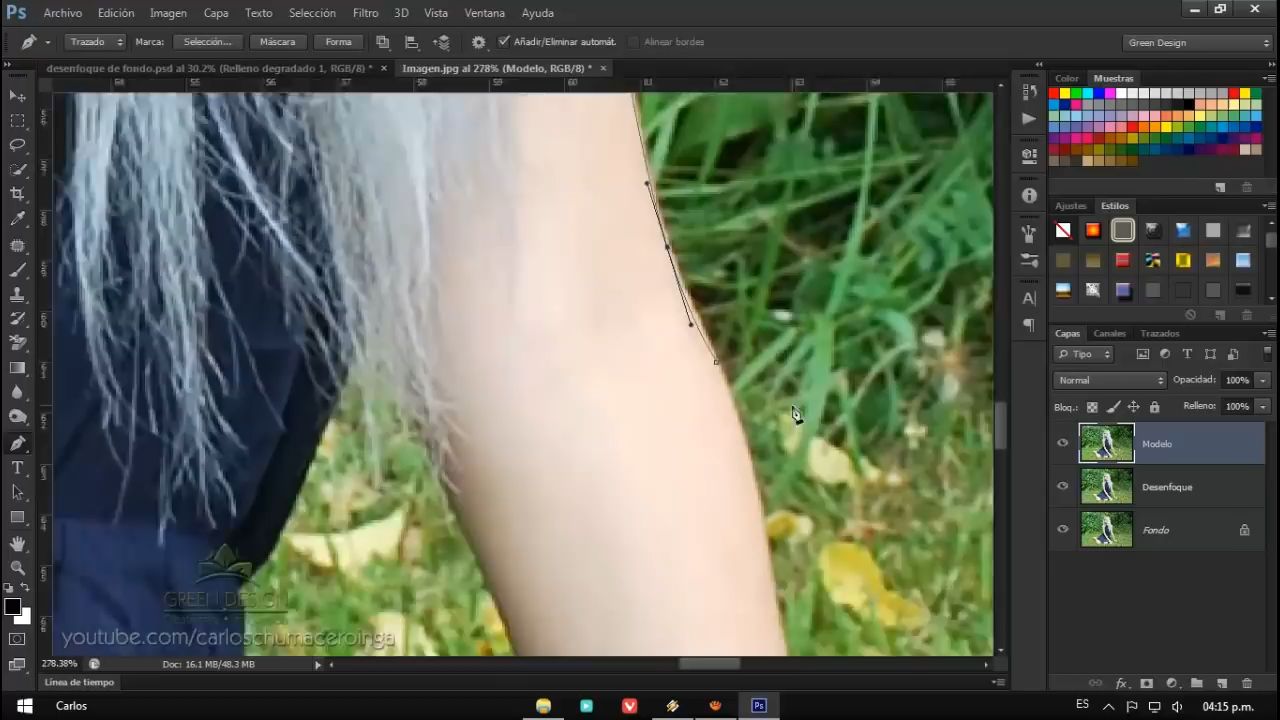 Ps Archivo Edición Imagen Capa Texto Selección Filtro 3D Vista Ventana Ayuda
Trazado Marca: Selección... Máscara Forma Añadir/Eliminar automát. Alinear bordes Green Design
desenfoque de fondo.psd al 30.2% (Relleno degradado 1, RGB/8) * × Imagen.jpg al 278% (Modelo, RGB/8) * ×
Color Muestras
Ajustes Estilos
Capas Canales Trazados
Tipo
Normal Opacidad: 100%
Bloq.: Relleno: 100%
Modelo
Desenfoque
Fondo
GREEN DESIGN
youtube.com/carloschumaceroinga
278.38% Doc: 16.1 MB/48.3 MB
Línea de tiempo
Carlos Ps ES 04:15 p.m.